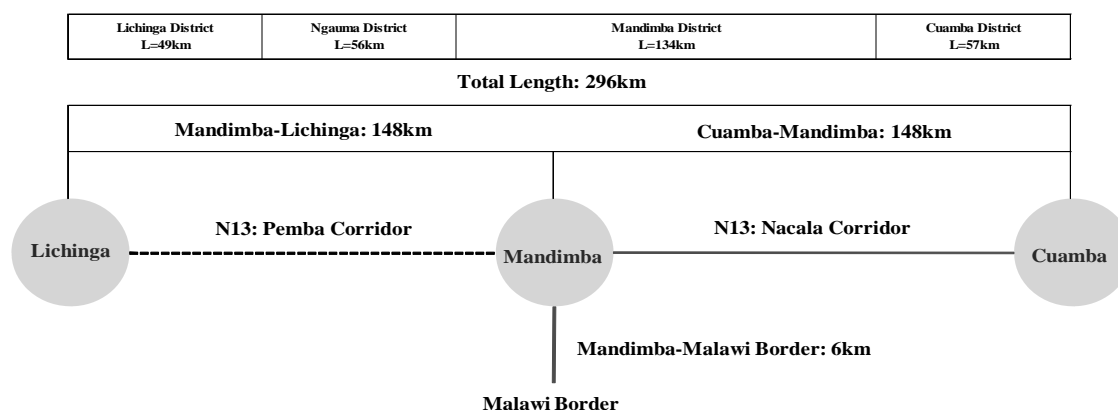 Lichinga District
L=49km
Ngauma District
L=56km
Mandimba District
L=134km
Cuamba District
L=57km
Total Length: 296km
Mandimba-Lichinga: 148km
Cuamba-Mandimba: 148km
N13: Pemba Corridor
N13: Nacala Corridor
Lichinga
Mandimba
Cuamba
Mandimba-Malawi Border: 6km
Malawi Border